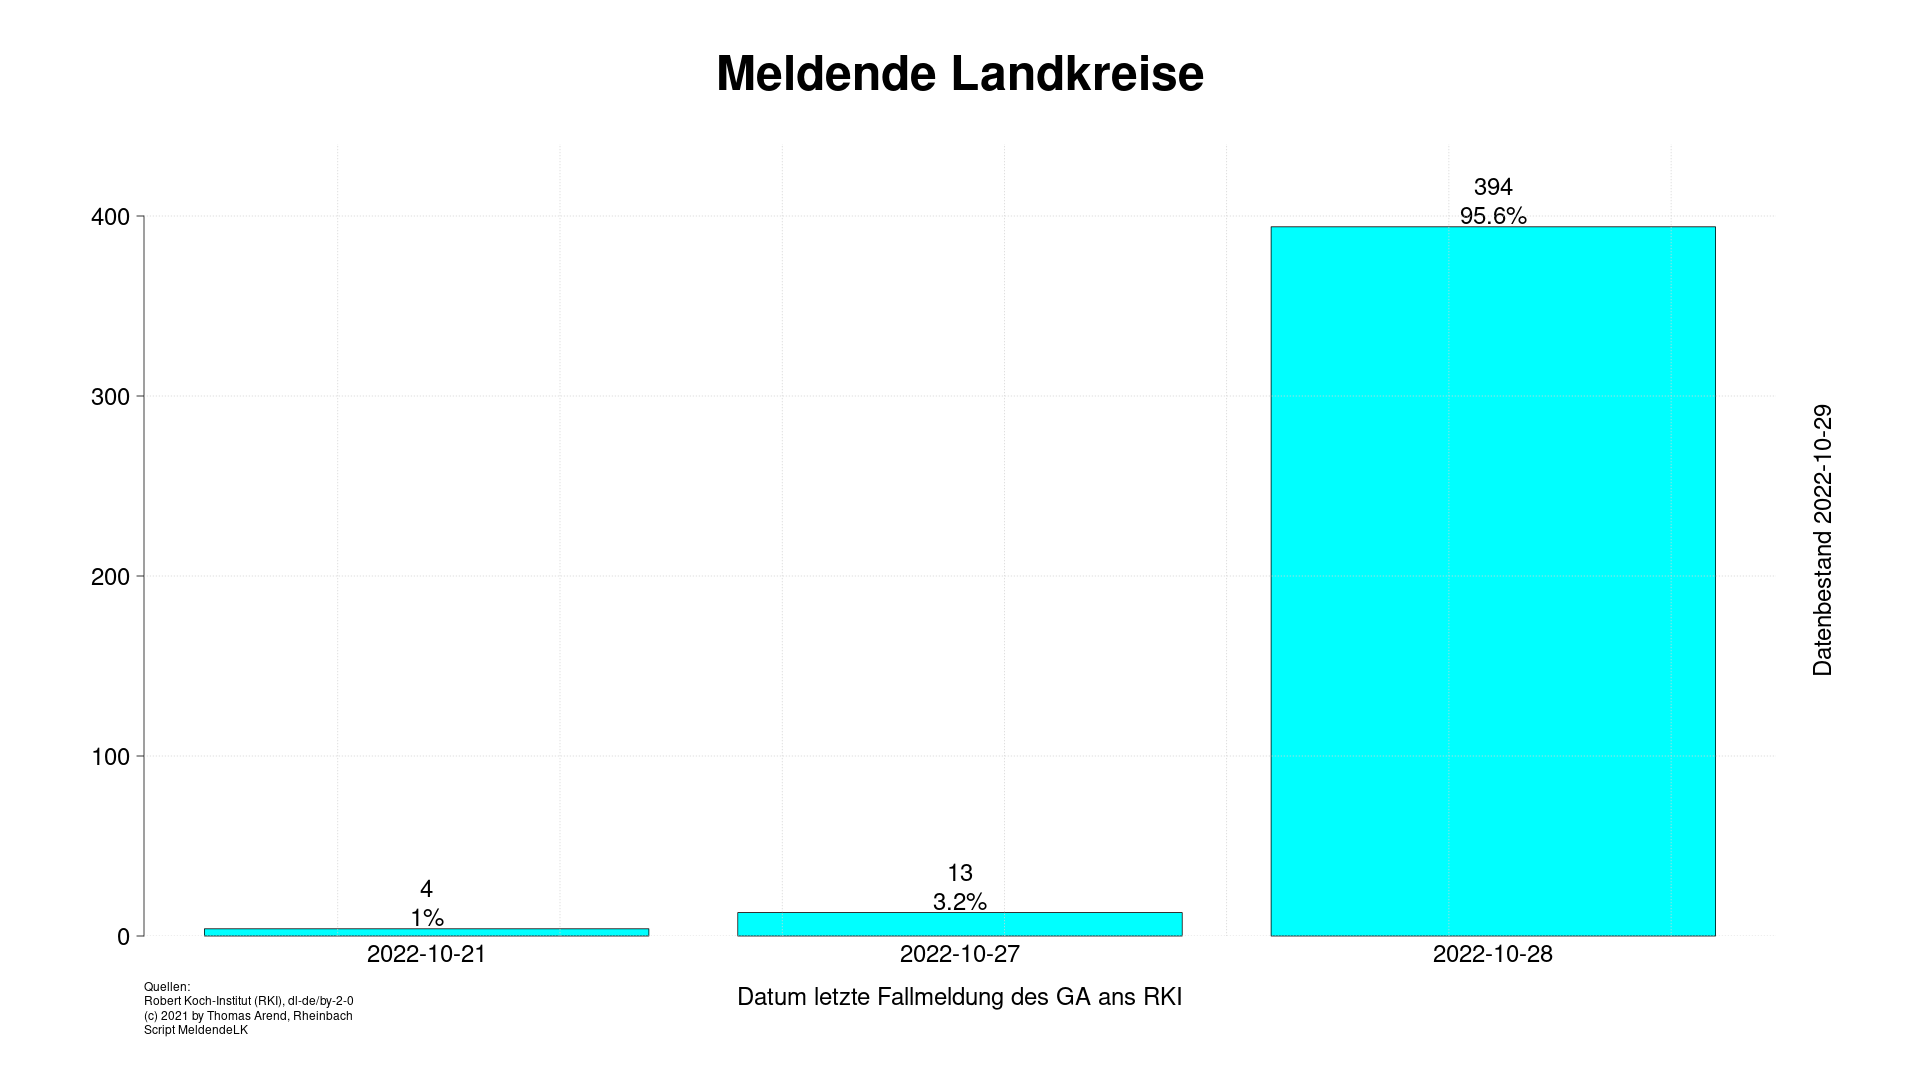 Meldende Landkreise
394
95.6%
400
300
200
100
0
4
1%
13
3.2%
2022-10-21
2022-10-27
2022-10-28
Datum letzte Fallmeldung des GA ans RKI
Datenbestand 2022-10-29
Quellen:
Robert Koch-Institut (RKI), dl-de/by-2-0
(c) 2021 by Thomas Arend, Rheinbach
Script MeldendeLK